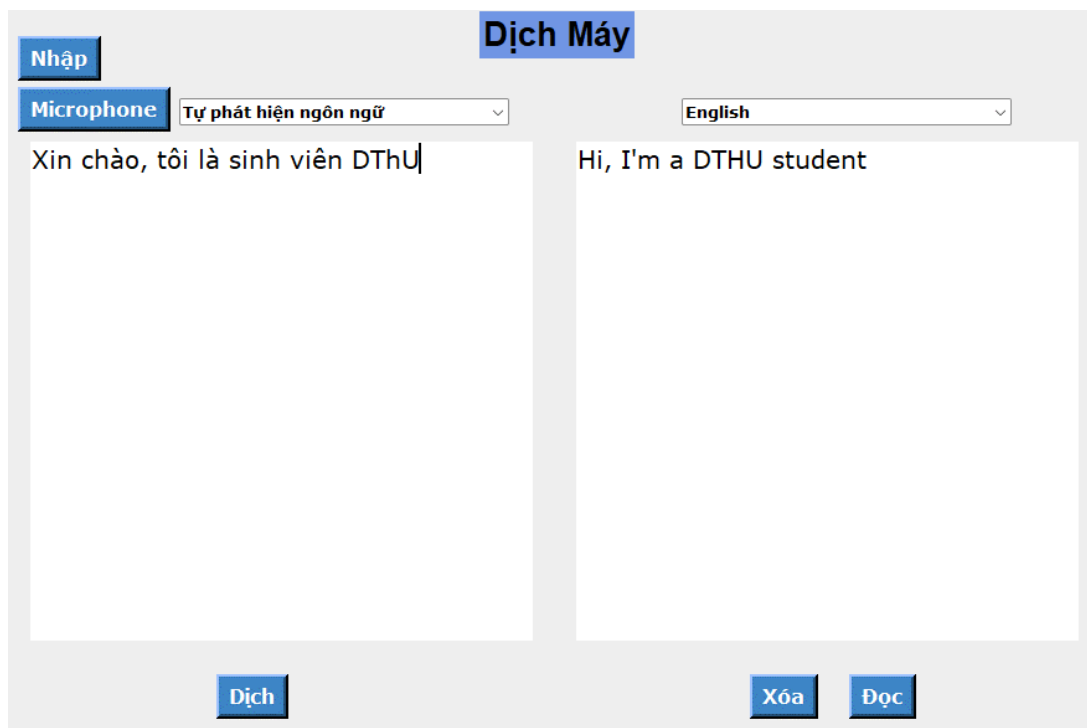 Dịch Máy
Nhập
Microphone
Tự phát hiện ngôn ngữ
English
Xin chào, tôi là sinh viên DThU
Hi, I'm a DTHU student
Dịch
Xóa
Đọc